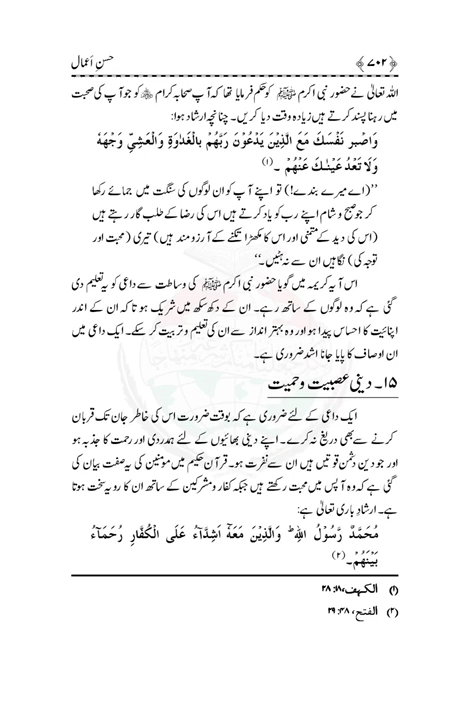 ﴿۷۰۲﴾ حسنِ اَعمال
اللہ تعالیٰ نے حضور نبی اکرم ﷺ کو حکم فرمایا تھا کہ آپ صحابہ کرام ؓ کو جو آپ کی صحبت
میں رہنا پسند کرتے ہیں زیادہ وقت دیا کریں۔ چنانچہ ارشاد ہوا:
وَاصْبِر نَفْسَكَ مَعَ الَّذِيْنَ يَدْعُوْنَ رَبَّهُمْ بِالْغَدٰوةِ وَالْعَشِيِّ وَجْهَهٗ
وَلَا تَعْدُ عَيْنٰكَ عَنْهُمْ ۔(۱)
’’(اے میرے بندے!) تو اپنے آپ کو ان لوگوں کی سنگت میں جمائے رکھا
کر جو صبح و شام اپنے رب کو یاد کرتے ہیں اس کی رضا کے طلب گار رہتے ہیں
(اس کی دید کے متمنی اور اس کا مکھڑا تکنے کے آرزو مند ہیں) تیری (محبت اور
توجہ کی) نگاہیں ان سے نہ ہٹیں۔‘‘
اس آیہ کریمہ میں گویا حضور نبی اکرم ﷺ کی وساطت سے داعی کو یہ تعلیم دی
گئی ہے کہ وہ لوگوں کے ساتھ رہے۔ ان کے دکھ سکھ میں شریک ہو تاکہ ان کے اندر
اپنائیت کا احساس پیدا ہو اور وہ بہتر انداز سے ان کی تعلیم و تربیت کر سکے۔ ایک داعی میں
ان اوصاف کا پایا جانا اشد ضروری ہے۔
۱۵۔ دینی عصبیت و حمیت
ایک داعی کے لئے ضروری ہے کہ بوقت ضرورت اس کی خاطر جان تک قربان
کرنے سے بھی دریغ نہ کرے۔ اپنے دینی بھائیوں کے لئے ہمدردی اور رحمت کا جذبہ ہو
اور جو دین دشمن قوتیں ہیں ان سے نفرت ہو۔ قرآن حکیم میں مومنین کی یہ صفت بیان کی
گئی ہے کہ وہ آپس میں محبت رکھتے ہیں جبکہ کفار و مشرکین کے ساتھ ان کا رویہ سخت ہوتا
ہے۔ ارشادِ باری تعالیٰ ہے:
مُحَمَّدٌ رَّسُوْلُ اللهِ ؕ وَالَّذِيْنَ مَعَهٗٓ اَشِدَّآءُ عَلَى الْكُفَّارِ رُحَمَآءُ
بَيْنَهُمْ۔(۲)
(۱) الکہف،۱۸: ۲۸
(۲) الفتح، ۴۸: ۲۹